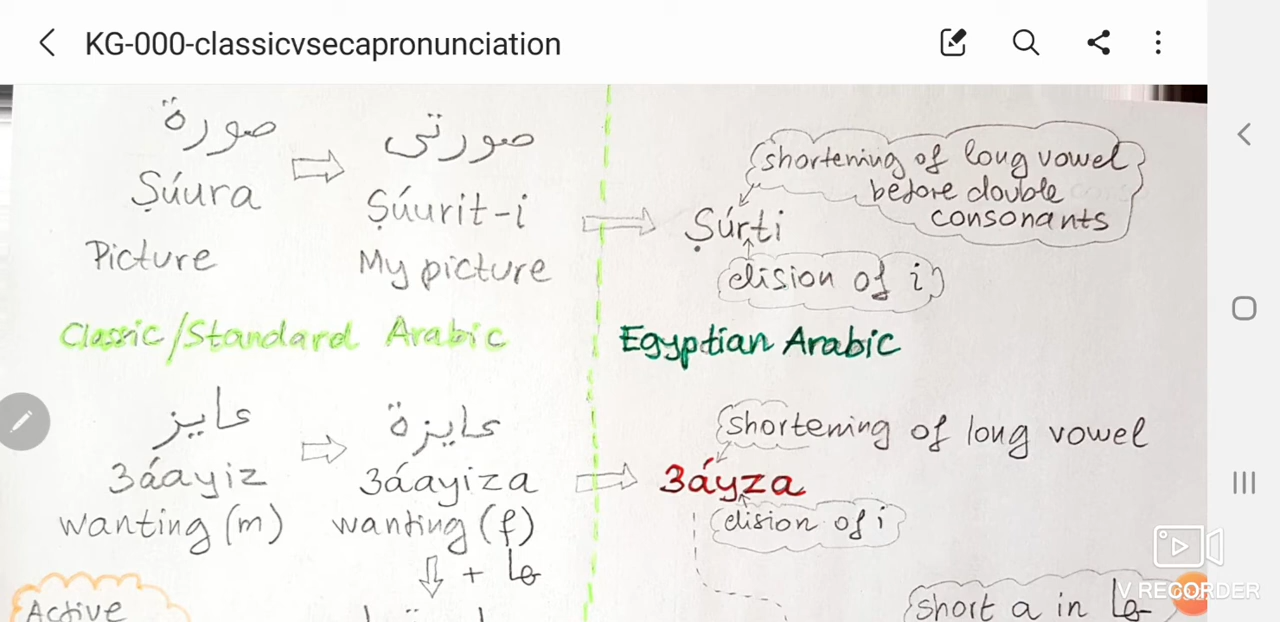 KG-000-classicvsecapronunciation
صورة
Ṣúura
Picture
صورتى
Ṣúurit-i
My picture
Ṣúrti
shortening of long vowel
before double
consonants
elision of i
Classic/Standard Arabic
Egyptian Arabic
عايز
3áayiz
wanting (m)
عايزة
3áayiza
wanting (f)
+ ها
3áyza
shortening of long vowel
elision of i
Active
short a in ها
V RECORDER